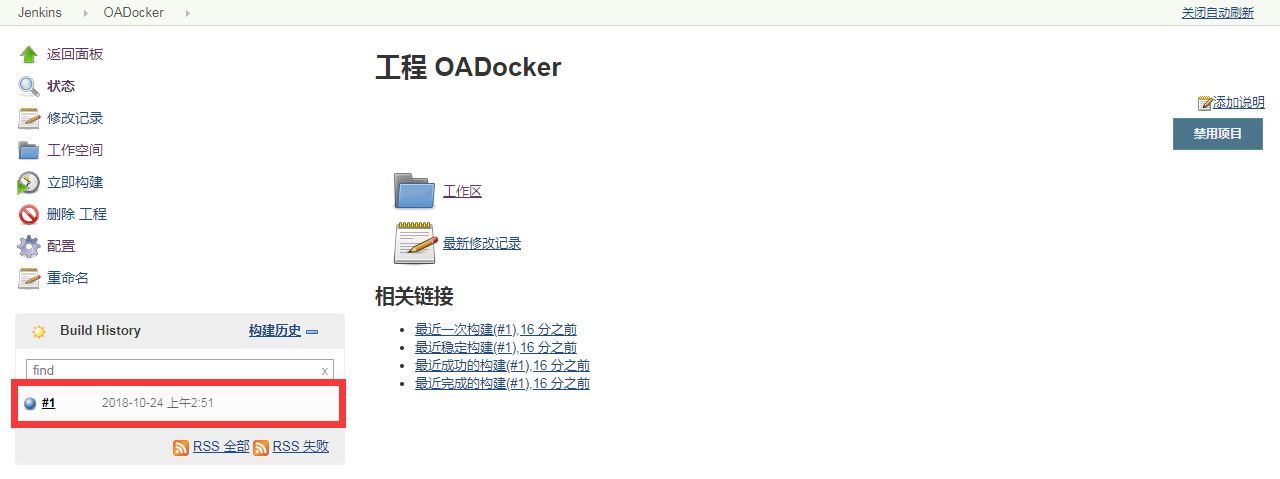 Jenkins OADocker 关闭自动刷新
返回面板
状态
修改记录
工作空间
立即构建
删除 工程
配置
重命名
Build History 构建历史
find x
#1 2018-10-24 上午2:51
RSS 全部 RSS 失败
工程 OADocker
添加说明
禁用项目
工作区
最新修改记录
相关链接
最近一次构建(#1),16 分之前
最近稳定构建(#1),16 分之前
最近成功的构建(#1),16 分之前
最近完成的构建(#1),16 分之前